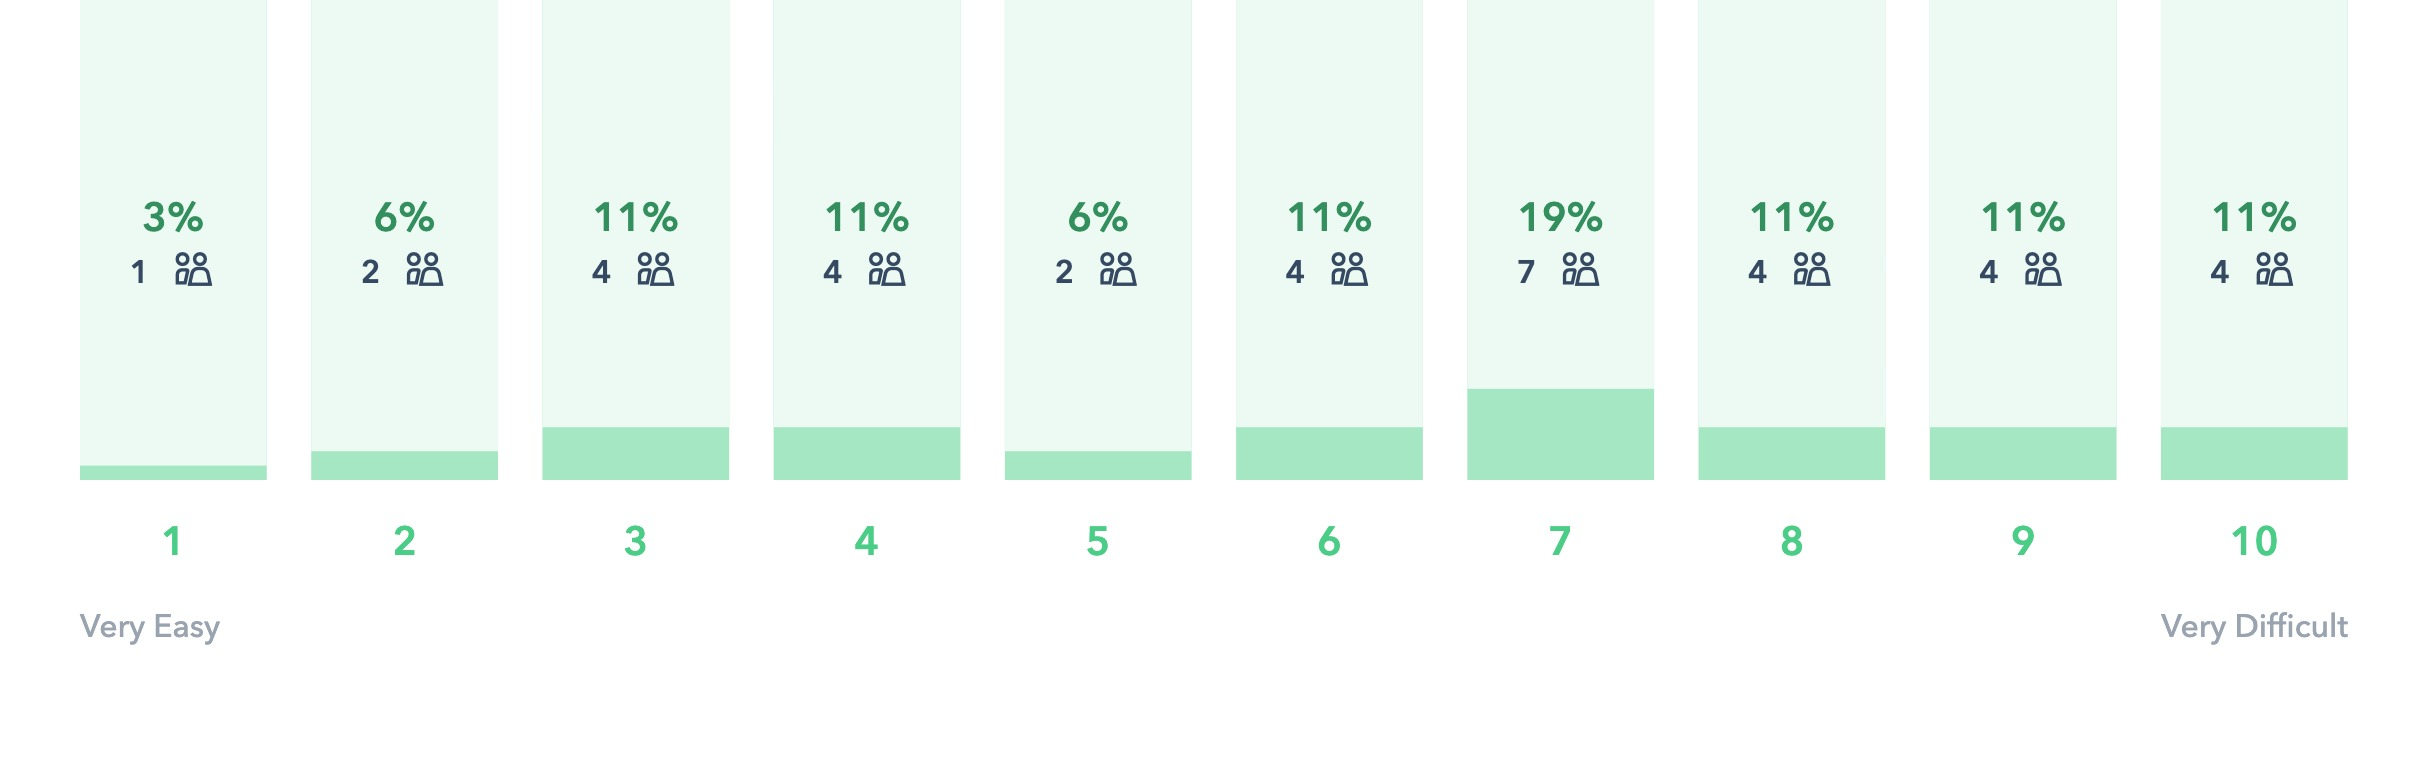 3% 6% 11% 11% 6% 11% 19% 11% 11% 11%
1 2 4 4 2 4 7 4 4 4
1 2 3 4 5 6 7 8 9 10
Very Easy Very Difficult